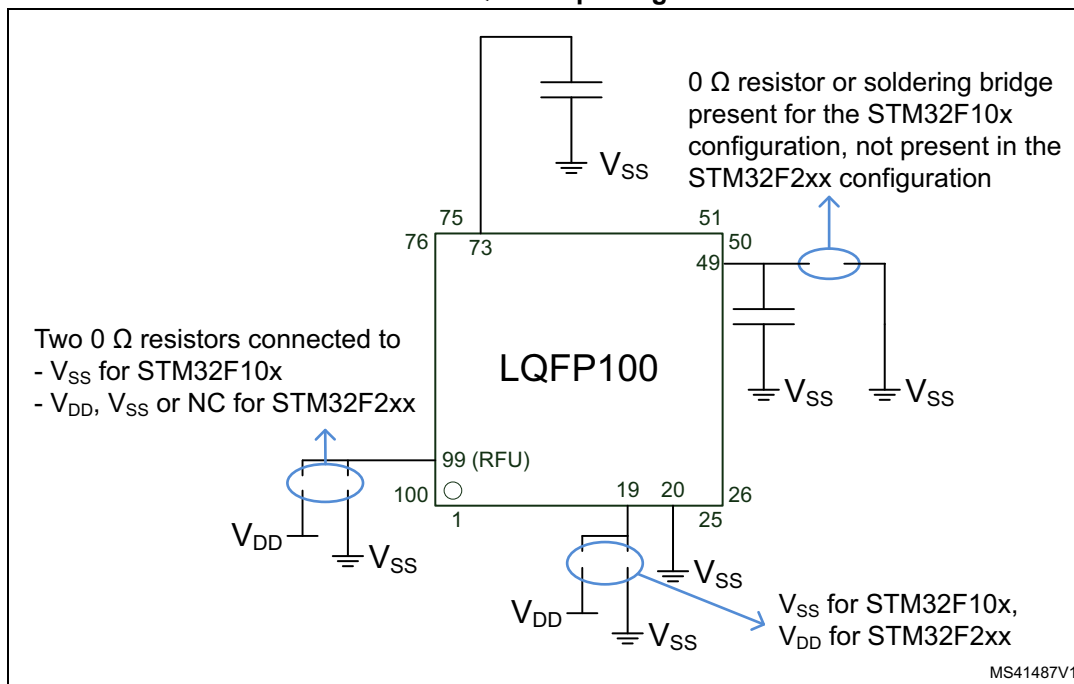 0 Ω resistor or soldering bridge
present for the STM32F10x
configuration, not present in the
STM32F2xx configuration
VSS
75
51
76
73
50
49
Two 0 Ω resistors connected to
- VSS for STM32F10x
- VDD, VSS or NC for STM32F2xx
LQFP100
VSS
VSS
99 (RFU)
100
19
20
26
1
25
VDD
VSS
VSS
VDD
VSS
VSS for STM32F10x,
VDD for STM32F2xx
MS41487V1